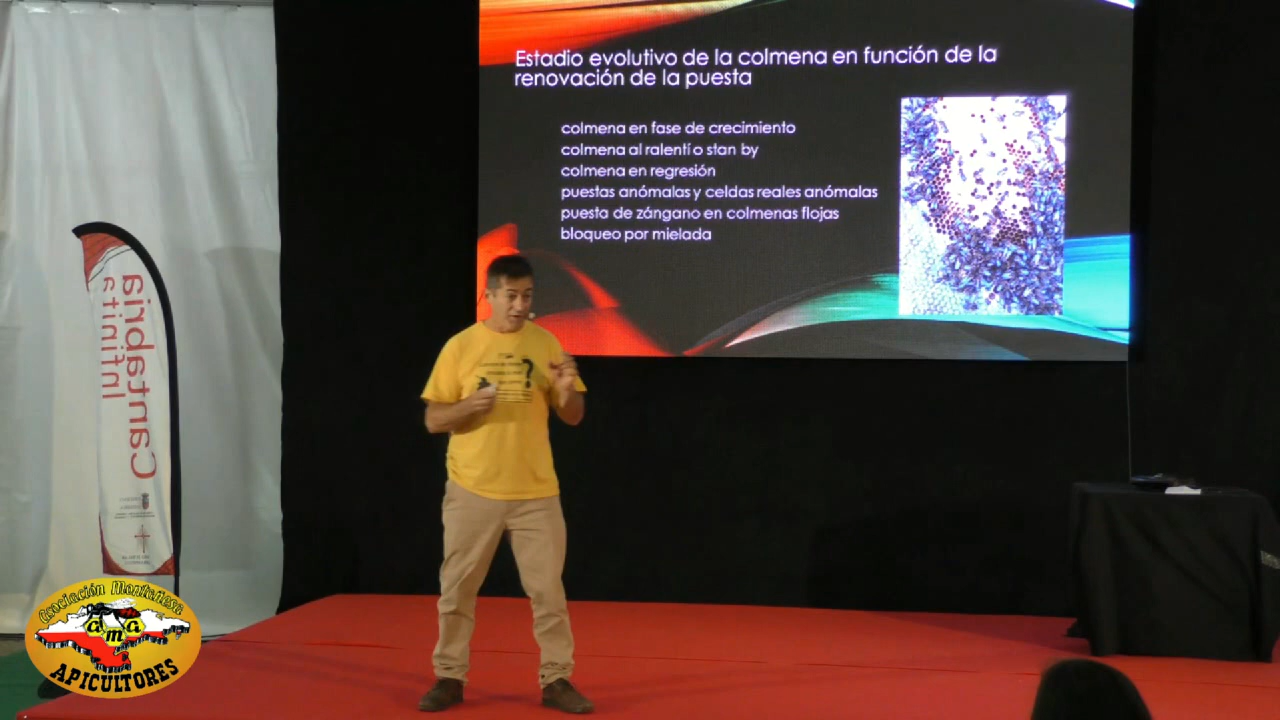 Estadio evolutivo de la colmena en función de la
renovación de la puesta
colmena en fase de crecimiento
colmena al ralentí o stan by
colmena en regresión
puestas anómalas y celdas reales anómalas
puesta de zángano en colmenas flojas
bloqueo por mielada
Cantabria
Infinita
?
Asociación Montañesa
AMA
APICULTORES